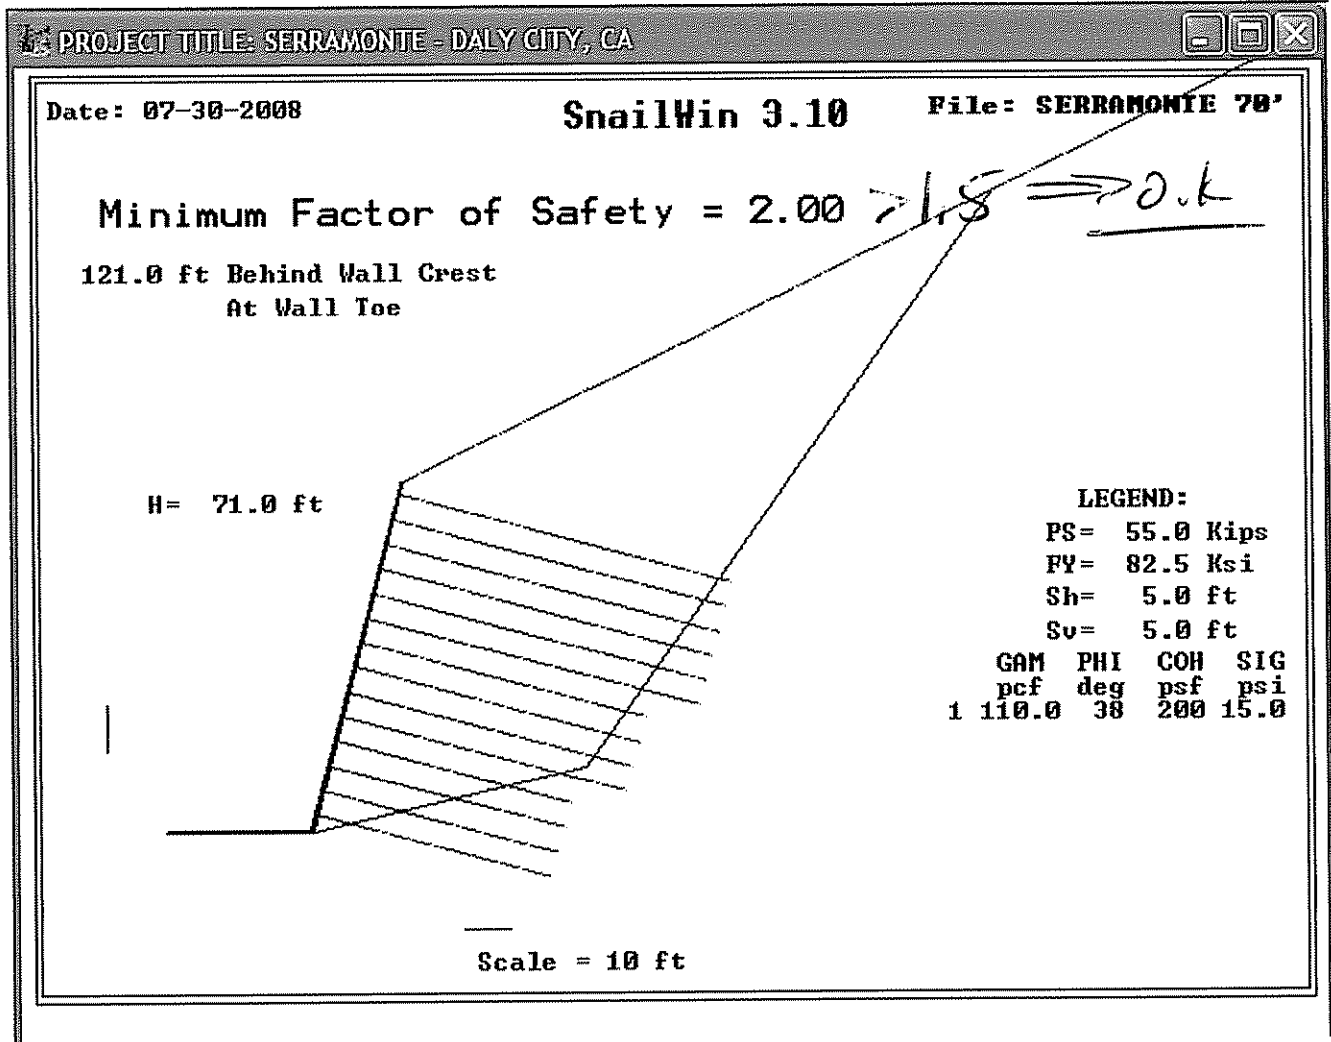 PROJECT TITLE: SERRAMONTE - DALY CITY, CA
Date: 07-30-2008
SnailWin 3.10
File: SERRAMONTE 70'
Minimum Factor of Safety = 2.00 >1.5 ⇒ O.K
121.0 ft Behind Wall Crest
At Wall Toe
H= 71.0 ft
LEGEND:
PS= 55.0 Kips
FY= 82.5 Ksi
Sh= 5.0 ft
Sv= 5.0 ft
GAM PHI COH SIG
pcf deg psf psi
1 110.0 38 200 15.0
Scale = 10 ft